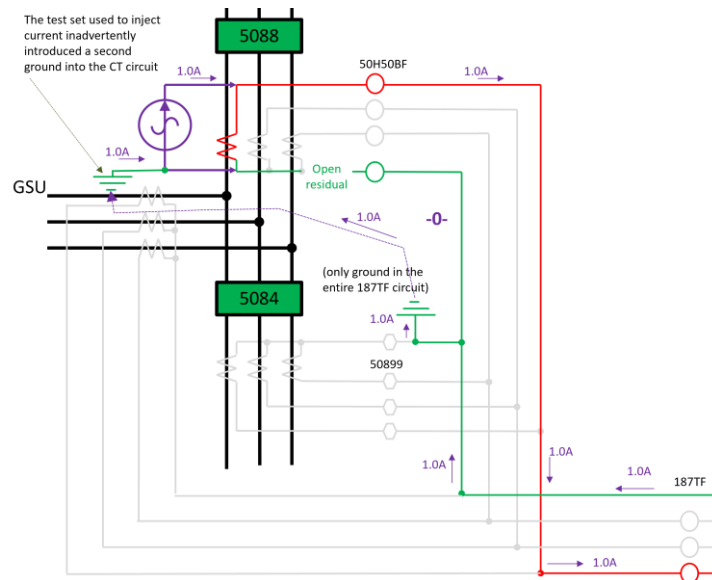 The test set used to inject
current inadvertently
introduced a second
ground into the CT circuit
5088
1.0A
50H50BF
1.0A
1.0A
Open
residual
GSU
1.0A
-0-
(only ground in the
entire 187TF circuit)
5084
1.0A
50899
1.0A
1.0A
1.0A
187TF
1.0A